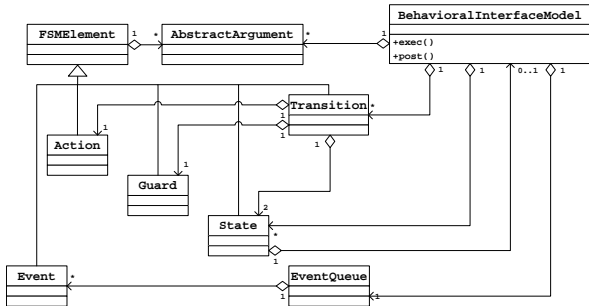 FSMElement
1
*
AbstractArgument
*
1
BehavioralInterfaceModel
+exec()
+post()
1
1
0..1
1
Transition
*
1
1
1
Action
1
Guard
1
2
State
*
1
Event
*
1
EventQueue
1